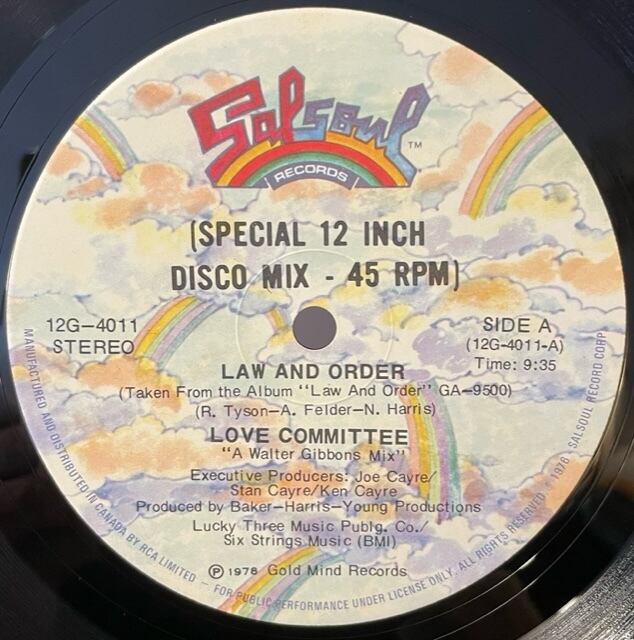 Salsoul™
RECORDS
(SPECIAL 12 INCH
DISCO MIX - 45 RPM)
12G-4011
STEREO
SIDE A
(12G-4011-A)
Time: 9:35
LAW AND ORDER
(Taken From the Album "Law And Order" GA-9500)
(R. Tyson-A. Felder-N. Harris)
LOVE COMMITTEE
"A Walter Gibbons Mix"
Executive Producers: Joe Cayre/
Stan Cayre/Ken Cayre
Produced by Baker-Harris-Young Productions
Lucky Three Music Publg. Co./
Six Strings Music (BMI)
Ⓟ 1978 Gold Mind Records
MANUFACTURED AND DISTRIBUTED IN CANADA BY RCA LIMITED — FOR PUBLIC PERFORMANCE UNDER LICENSE ONLY. ALL RIGHTS RESERVED - 1978 - SALSOUL RECORD CORP.